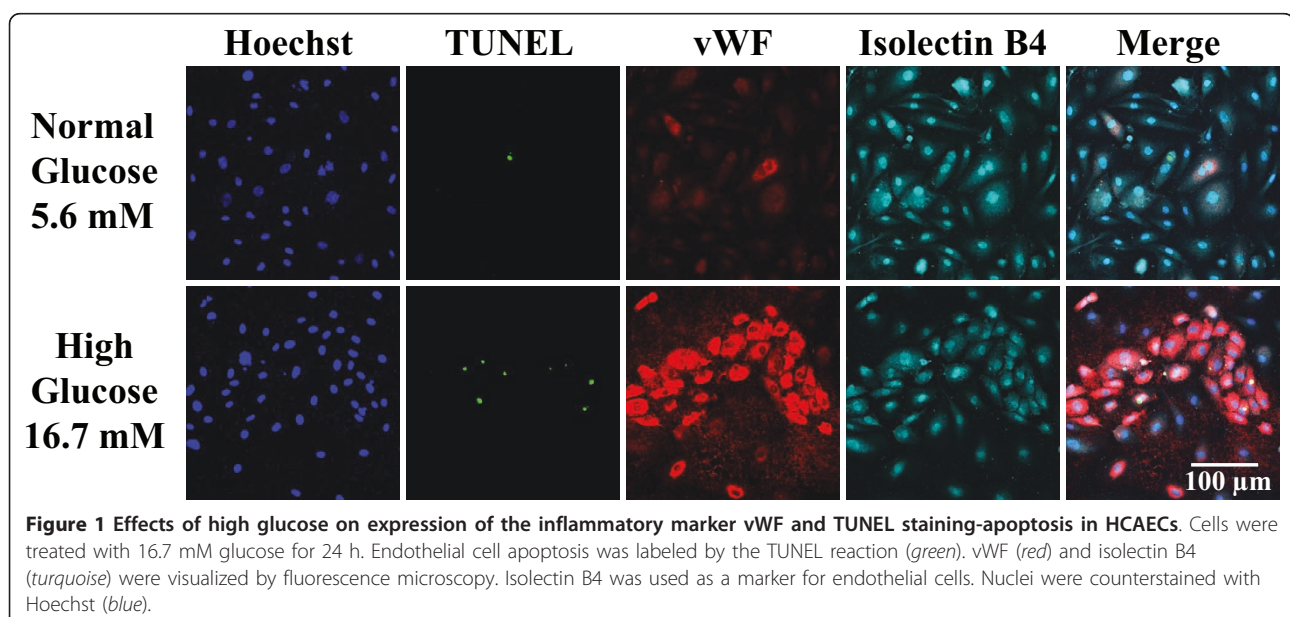 Hoechst TUNEL vWF Isolectin B4 Merge
Normal
Glucose
5.6 mM
High
Glucose
16.7 mM
100 µm
Figure 1 Effects of high glucose on expression of the inflammatory marker vWF and TUNEL staining-apoptosis in HCAECs. Cells were
treated with 16.7 mM glucose for 24 h. Endothelial cell apoptosis was labeled by the TUNEL reaction (green). vWF (red) and isolectin B4
(turquoise) were visualized by fluorescence microscopy. Isolectin B4 was used as a marker for endothelial cells. Nuclei were counterstained with
Hoechst (blue).